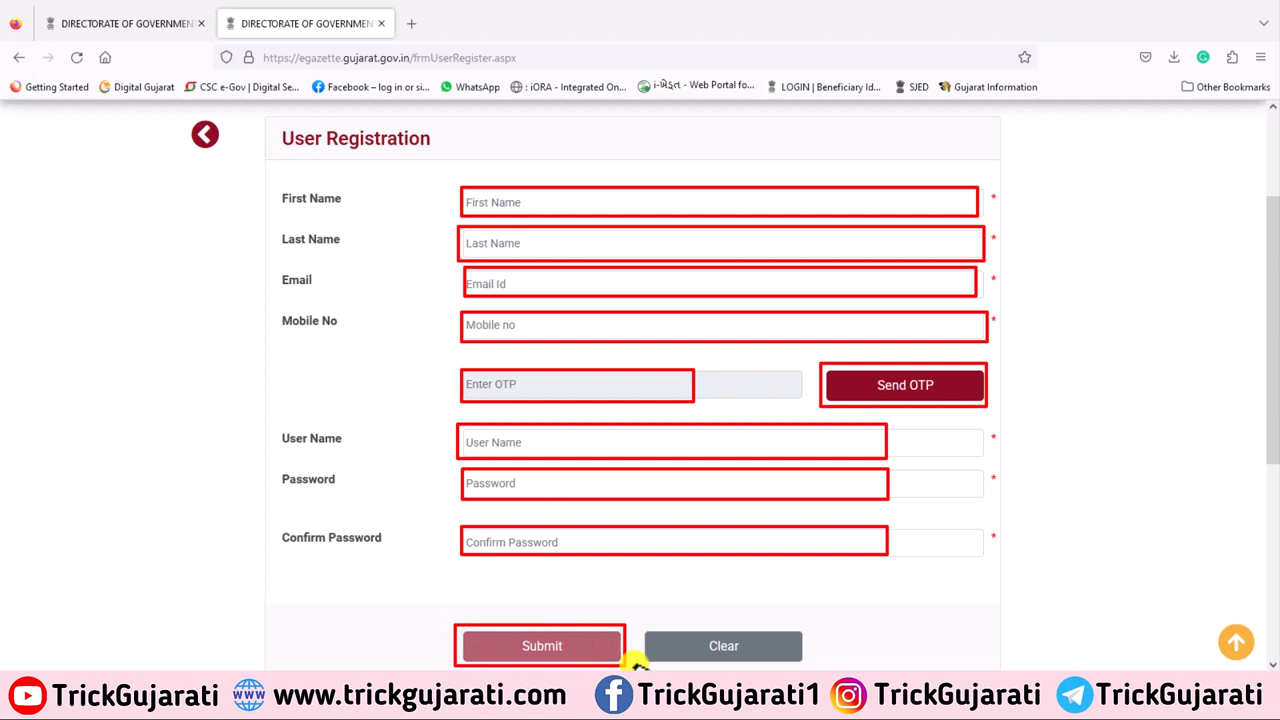 DIRECTORATE OF GOVERNMEN
DIRECTORATE OF GOVERNMEN
https://egazette.gujarat.gov.in/frmUserRegister.aspx
Getting Started
Digital Gujarat
CSC e-Gov | Digital Se...
Facebook – log in or si...
WhatsApp
: iORA - Integrated On...
i-ખેડૂત - Web Portal fo...
LOGIN | Beneficiary Id...
SJED
Gujarat Information
Other Bookmarks
User Registration
First Name
First Name *
Last Name
Last Name *
Email
Email Id *
Mobile No
Mobile no *
Enter OTP
Send OTP
User Name
User Name *
Password
Password *
Confirm Password
Confirm Password *
Submit
Clear
TrickGujarati
WWW
www.trickgujarati.com
TrickGujarati1
TrickGujarati
TrickGujarati